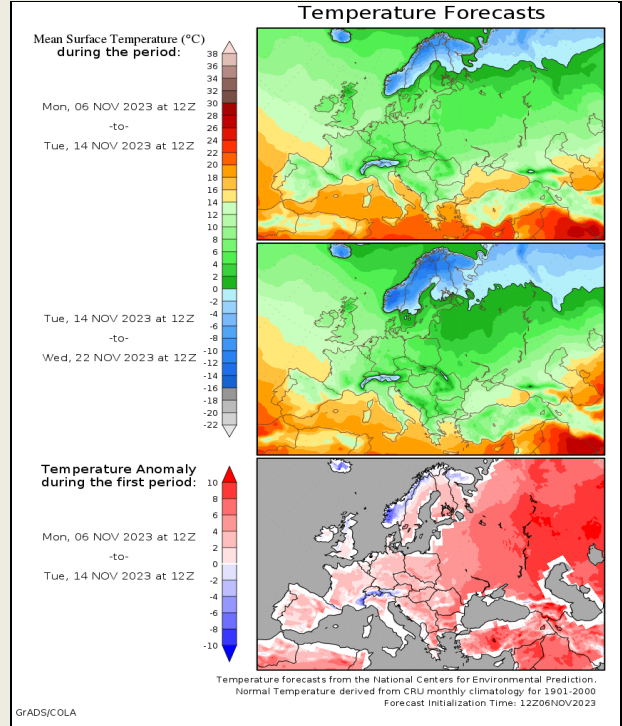 Temperature Forecasts
Mean Surface Temperature (°C)
during the period:
Mon, 06 NOV 2023 at 12Z
-to-
Tue, 14 NOV 2023 at 12Z
38
36
34
32
30
28
26
24
22
20
18
16
14
12
10
8
6
4
2
0
-2
-4
-6
-8
-10
-12
-14
-16
-18
-20
-22
Tue, 14 NOV 2023 at 12Z
-to-
Wed, 22 NOV 2023 at 12Z
Temperature Anomaly
during the first period:
Mon, 06 NOV 2023 at 12Z
-to-
Tue, 14 NOV 2023 at 12Z
10
8
6
4
2
0
-2
-4
-6
-8
-10
Temperature forecasts from the National Centers for Environmental Prediction.
Normal Temperature derived from CRU monthly climatology for 1901-2000
Forecast Initialization Time: 12Z06NOV2023
GrADS/COLA